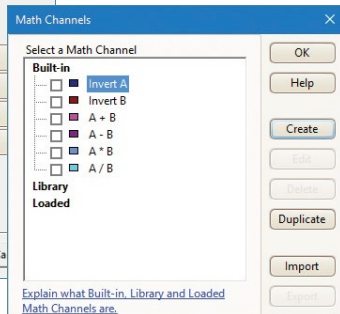 Math Channels
Select a Math Channel
Built-in
Invert A
Invert B
A + B
A - B
A * B
A / B
Library
Loaded
Explain what Built-in, Library and Loaded
Math Channels are.
OK
Help
Create
Edit
Delete
Duplicate
Import
Export